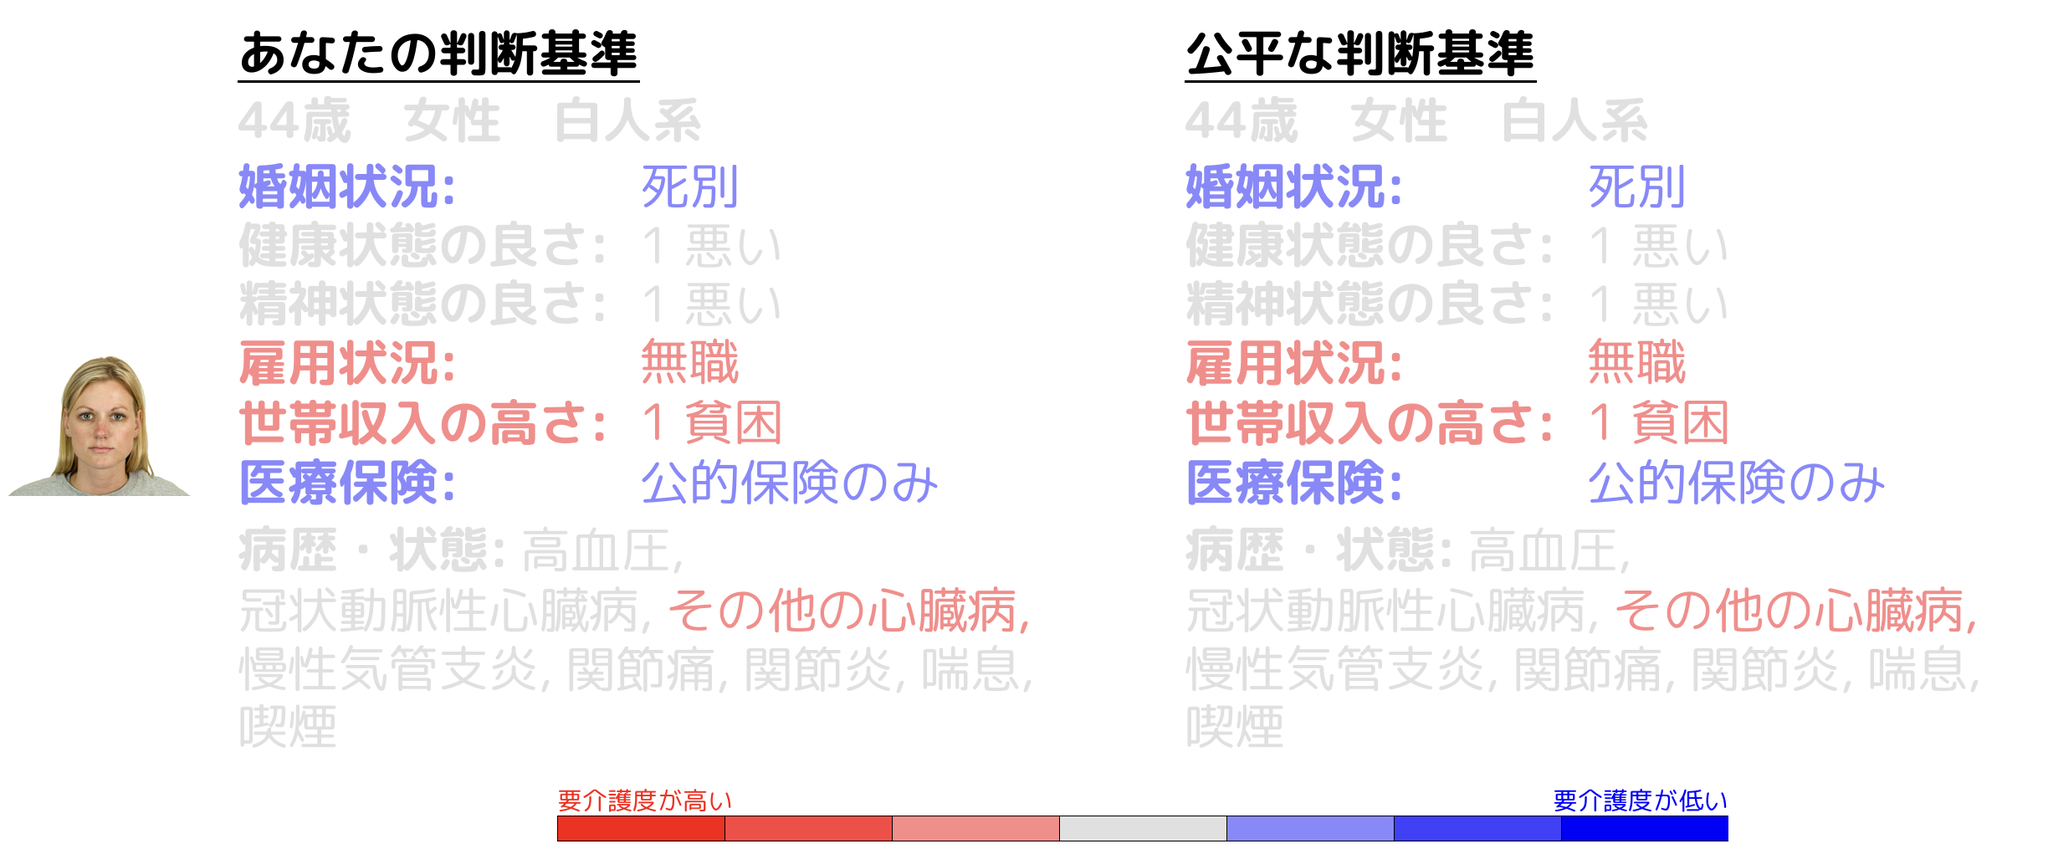 あなたの判断基準
44歳　女性　白人系
婚姻状況: 死別
健康状態の良さ: 1 悪い
精神状態の良さ: 1 悪い
雇用状況: 無職
世帯収入の高さ: 1 貧困
医療保険: 公的保険のみ
病歴・状態: 高血圧,
冠状動脈性心臓病, その他の心臓病,
慢性気管支炎, 関節痛, 関節炎, 喘息,
喫煙
公平な判断基準
44歳　女性　白人系
婚姻状況: 死別
健康状態の良さ: 1 悪い
精神状態の良さ: 1 悪い
雇用状況: 無職
世帯収入の高さ: 1 貧困
医療保険: 公的保険のみ
病歴・状態: 高血圧,
冠状動脈性心臓病, その他の心臓病,
慢性気管支炎, 関節痛, 関節炎, 喘息,
喫煙
要介護度が高い
要介護度が低い